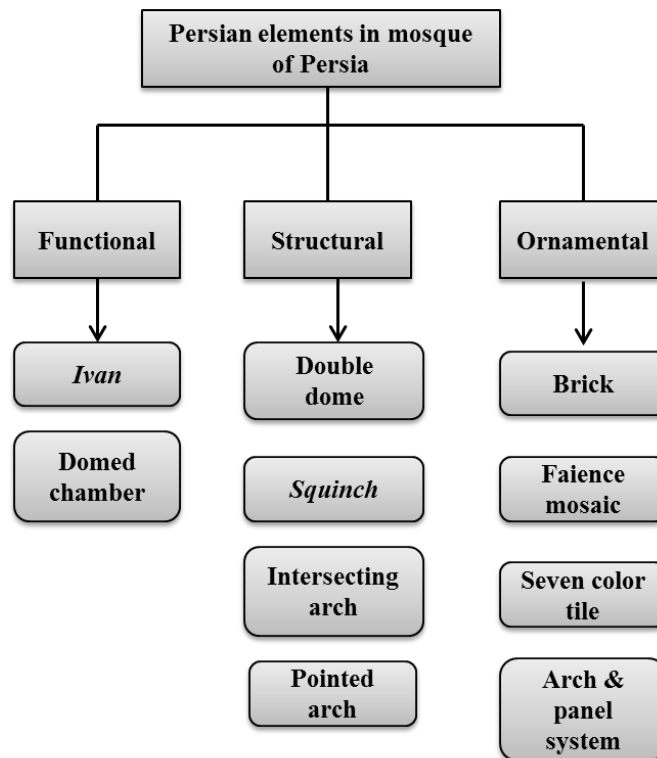 Persian elements in mosque
of Persia
Functional
Structural
Ornamental
Ivan
Domed
chamber
Double
dome
Squinch
Intersecting
arch
Pointed
arch
Brick
Faience
mosaic
Seven color
tile
Arch &
panel
system